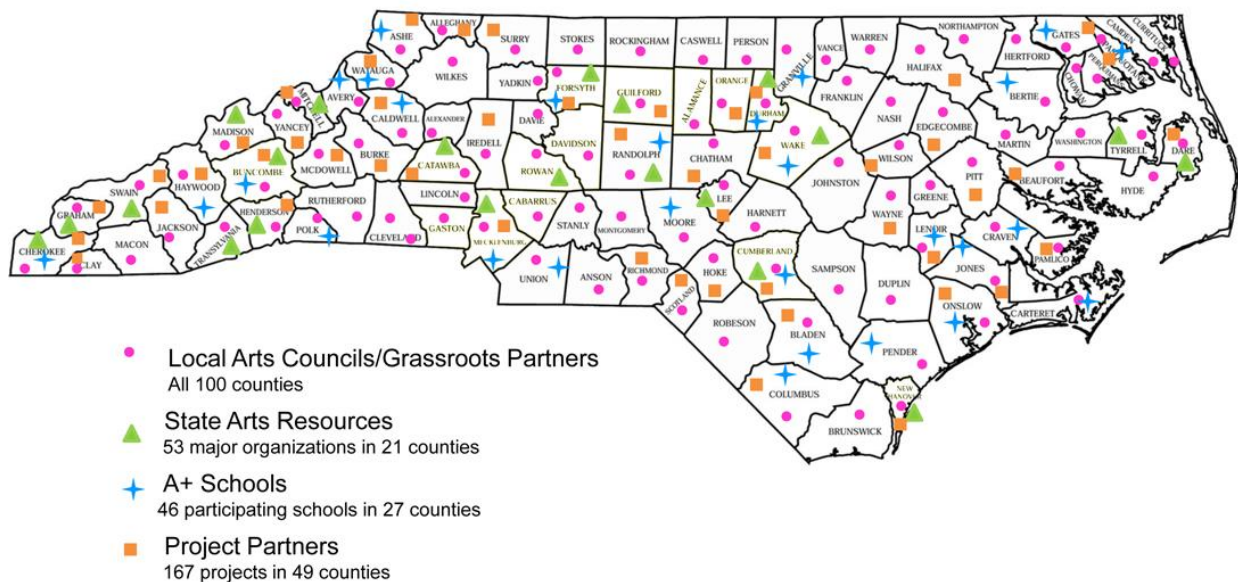 ALLEGHANY
ASHE
SURRY
STOKES
ROCKINGHAM
CASWELL
PERSON
GRANVILLE
VANCE
WARREN
NORTHAMPTON
HALIFAX
HERTFORD
GATES
CAMDEN
CURRITUCK
PASQUOTANK
PERQUIMANS
CHOWAN
WATAUGA
WILKES
YADKIN
FORSYTH
GUILFORD
ALAMANCE
ORANGE
DURHAM
FRANKLIN
BERTIE
MITCHELL
AVERY
CALDWELL
ALEXANDER
IREDELL
DAVIE
DAVIDSON
RANDOLPH
CHATHAM
WAKE
NASH
EDGECOMBE
MARTIN
WASHINGTON
TYRRELL
DARE
MADISON
YANCEY
BURKE
CATAWBA
ROWAN
WILSON
PITT
BEAUFORT
HYDE
BUNCOMBE
MCDOWELL
LINCOLN
CABARRUS
LEE
JOHNSTON
GREENE
SWAIN
HAYWOOD
RUTHERFORD
HENDERSON
POLK
CLEVELAND
GASTON
MECKLENBURG
STANLY
MONTGOMERY
MOORE
HARNETT
WAYNE
LENOIR
CRAVEN
PAMLICO
GRAHAM
JACKSON
TRANSYLVANIA
CHEROKEE
CLAY
MACON
UNION
ANSON
RICHMOND
HOKE
CUMBERLAND
SAMPSON
DUPLIN
JONES
ONSLOW
CARTERET
SCOTLAND
ROBESON
BLADEN
PENDER
COLUMBUS
NEW
HANOVER
BRUNSWICK
Local Arts Councils/Grassroots Partners
All 100 counties
State Arts Resources
53 major organizations in 21 counties
A+ Schools
46 participating schools in 27 counties
Project Partners
167 projects in 49 counties